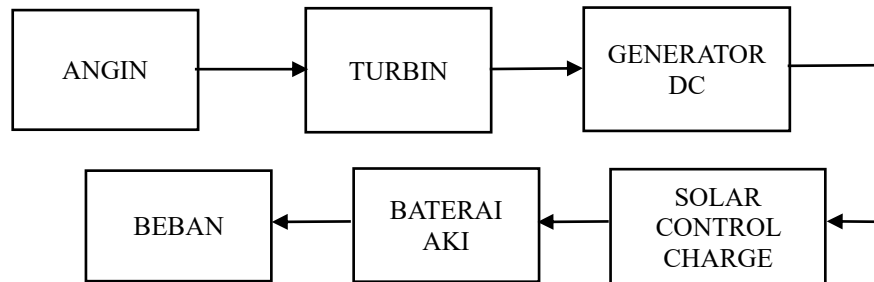 ANGIN
TURBIN
GENERATOR
DC
BEBAN
BATERAI
AKI
SOLAR
CONTROL
CHARGE